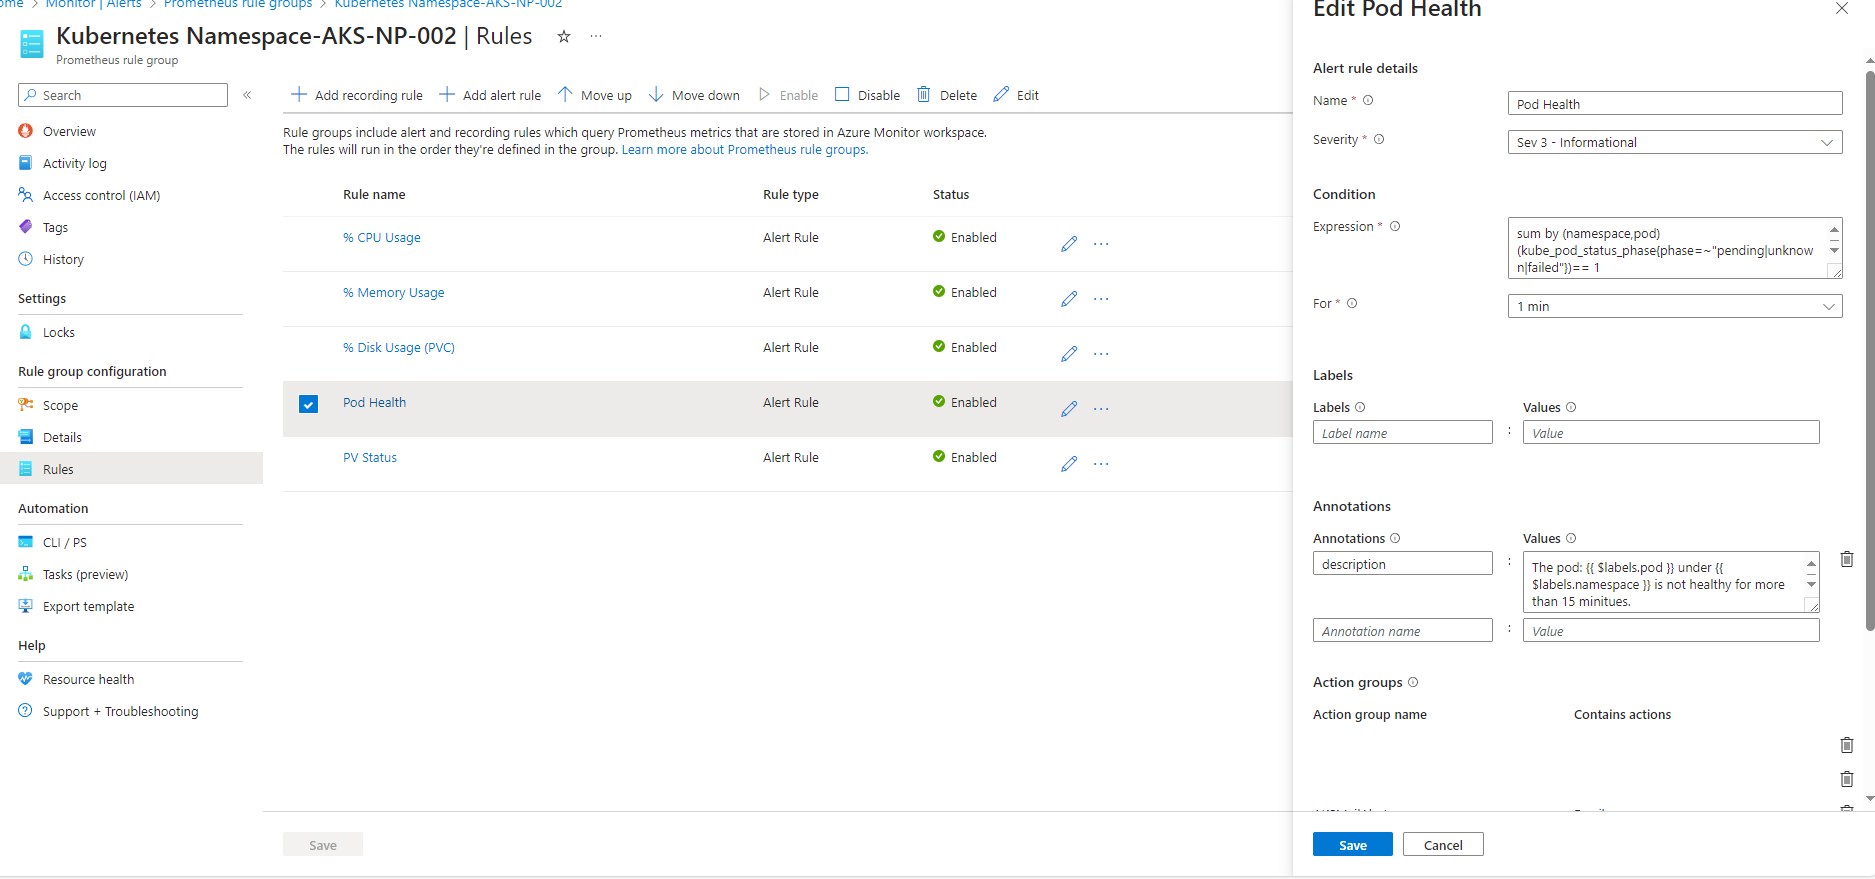 Monitor | Alerts > Prometheus rule groups > Kubernetes Namespace-AKS-NP-002
Kubernetes Namespace-AKS-NP-002 | Rules
Prometheus rule group
Search
Overview
Activity log
Access control (IAM)
Tags
History
Settings
Locks
Rule group configuration
Scope
Details
Rules
Automation
CLI / PS
Tasks (preview)
Export template
Help
Resource health
Support + Troubleshooting
Add recording rule Add alert rule Move up Move down Enable Disable Delete Edit
Rule groups include alert and recording rules which query Prometheus metrics that are stored in Azure Monitor workspace.
The rules will run in the order they're defined in the group. Learn more about Prometheus rule groups.
Rule name Rule type Status
% CPU Usage Alert Rule Enabled
% Memory Usage Alert Rule Enabled
% Disk Usage (PVC) Alert Rule Enabled
Pod Health Alert Rule Enabled
PV Status Alert Rule Enabled
Save
Edit Pod Health
Alert rule details
Name * Pod Health
Severity * Sev 3 - Informational
Condition
Expression * sum by (namespace,pod)
(kube_pod_status_phase{phase=~"pending|unknow
n|failed"})== 1
For * 1 min
Labels
Labels Values
Label name : Value
Annotations
Annotations Values
description : The pod: {{ $labels.pod }} under {{
$labels.namespace }} is not healthy for more
than 15 minitues.
Annotation name : Value
Action groups
Action group name Contains actions
Save Cancel